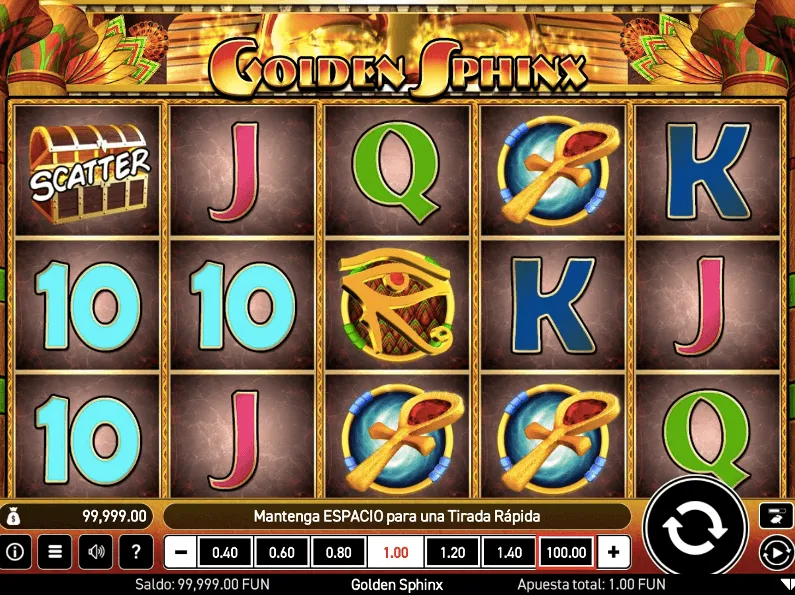 GOLDEN SPHINX
SCATTER J Q K
10 10 K J
10 J Q
99,999.00 Mantenga ESPACIO para una Tirada Rápida
i ? − 0.40 0.60 0.80 1.00 1.20 1.40 100.00 +
Saldo: 99,999.00 FUN Golden Sphinx Apuesta total: 1.00 FUN